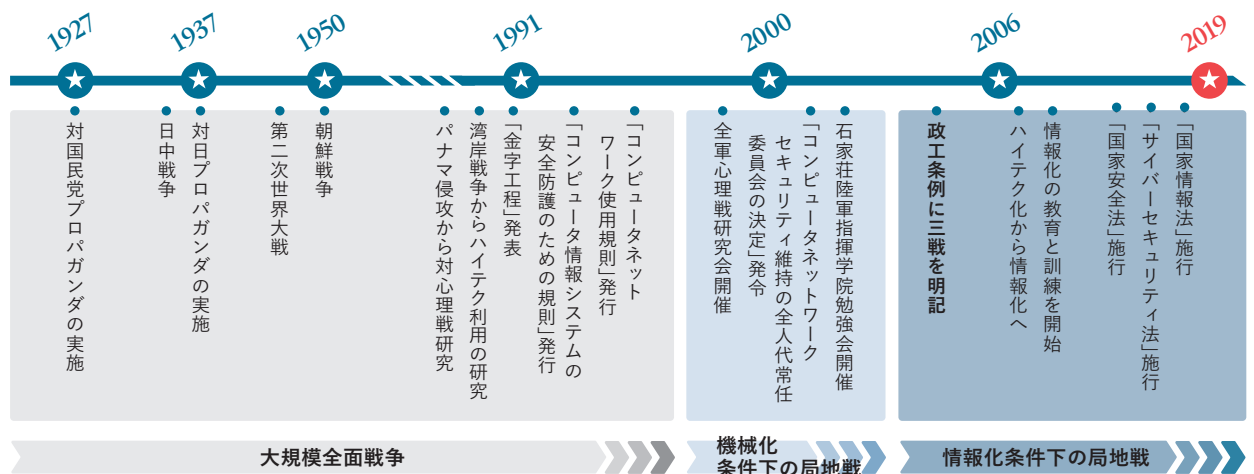 1927
1937
1950
1991
2000
2006
2019
対国民党プロパガンダの実施
日中戦争
対日プロパガンダの実施
第二次世界大戦
朝鮮戦争
パナマ侵攻から対心理戦研究
湾岸戦争からハイテク利用の研究
「金字工程」発表
「コンピュータ情報システムの
安全防護のための規則」発行
「コンピュータネット
ワーク使用規則」発行
全軍心理戦研究会開催
「コンピュータネットワーク
セキュリティ維持の全人代常任
委員会の決定」発令
石家荘陸軍指揮学院勉強会開催
政工条例に三戦を明記
ハイテク化から情報化へ
情報化の教育と訓練を開始
「国家安全法」施行
「サイバーセキュリティ法」施行
「国家情報法」施行
大規模全面戦争
機械化
条件下の局地戦
情報化条件下の局地戦